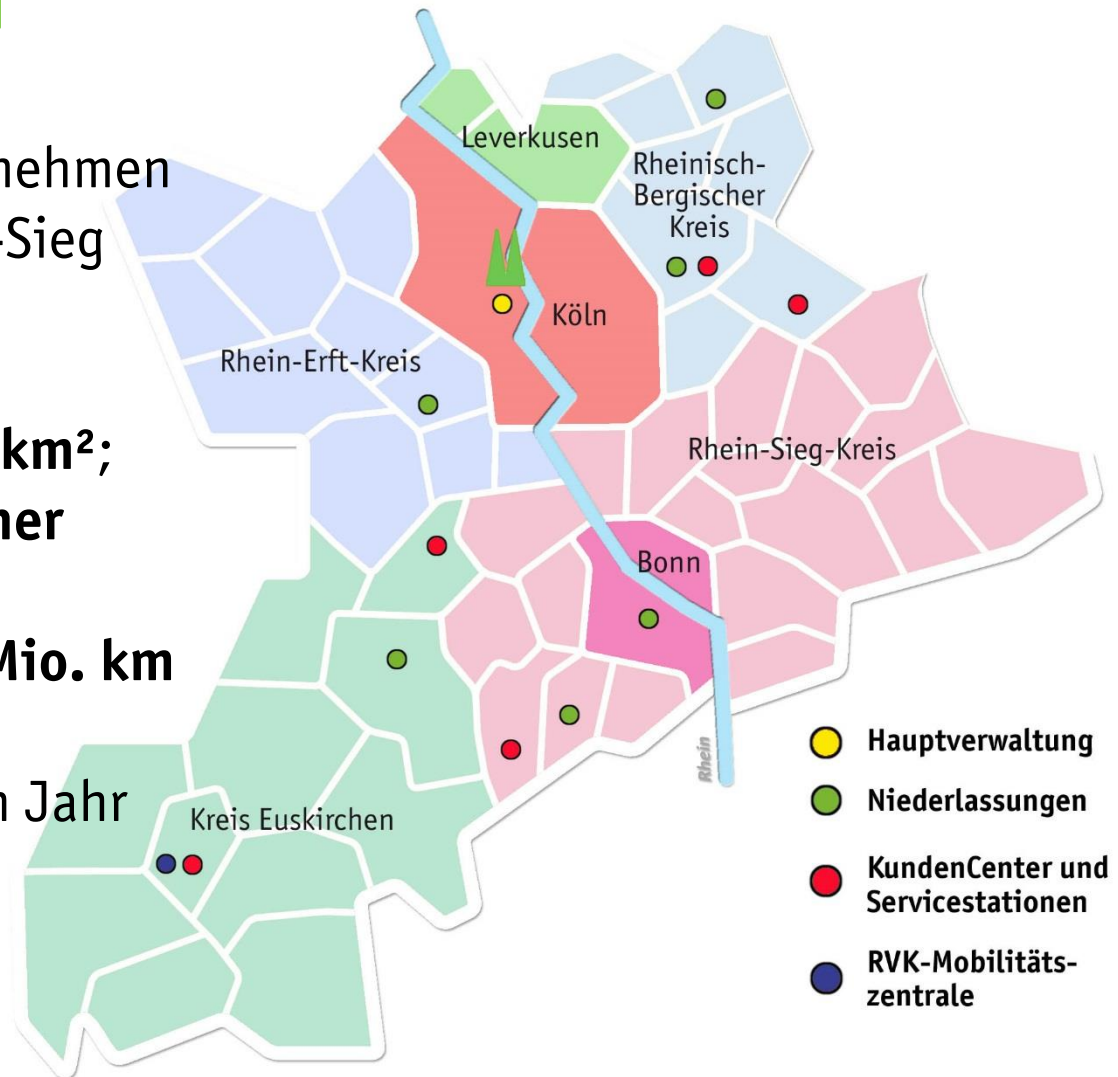 nehmen
-Sieg
km²;
ner
Mio. km
Jahr
Leverkusen
Rheinisch-
Bergischer
Kreis
Köln
Rhein-Erft-Kreis
Rhein-Sieg-Kreis
Bonn
Kreis Euskirchen
Rhein
Hauptverwaltung
Niederlassungen
KundenCenter und
Servicestationen
RVK-Mobilitäts-
zentrale